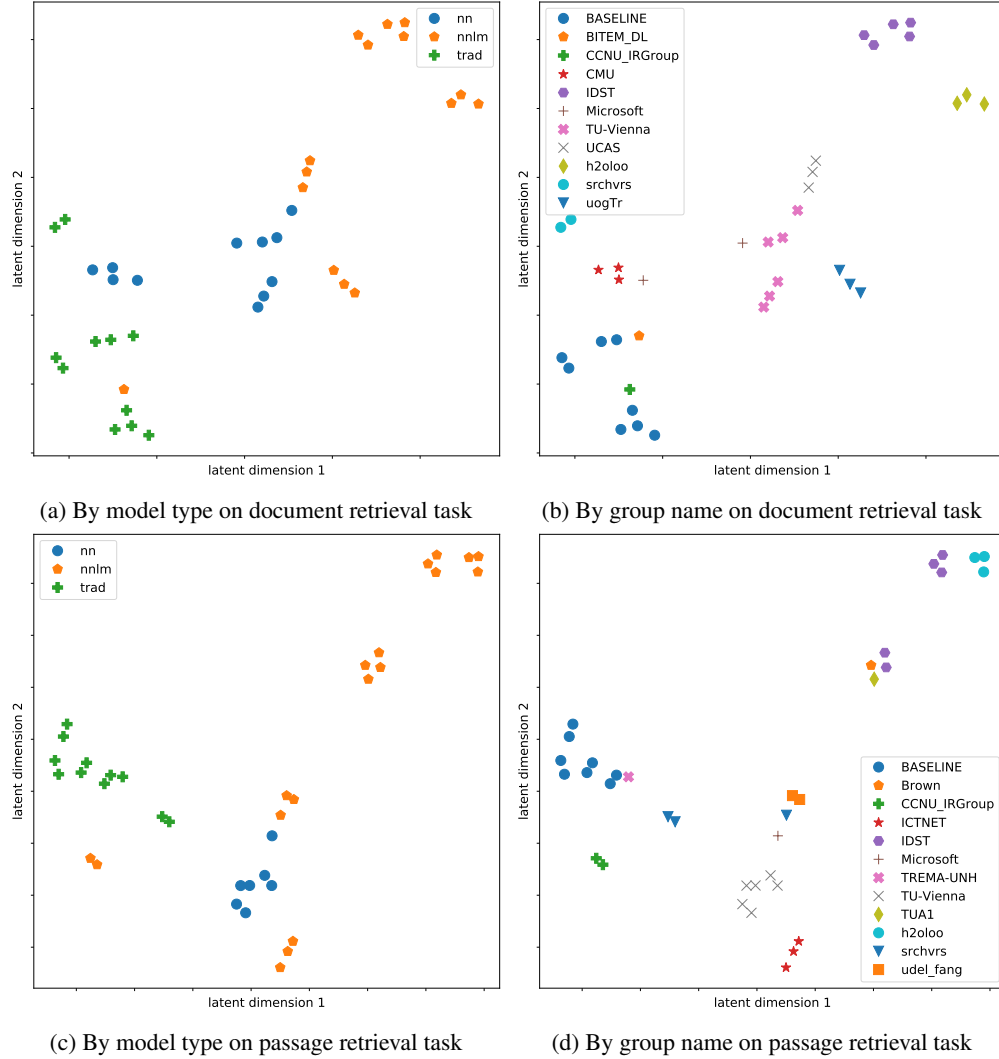 nn
nnlm
trad
latent dimension 2
latent dimension 1
(a) By model type on document retrieval task
BASELINE
BITEM_DL
CCNU_IRGroup
CMU
IDST
Microsoft
TU-Vienna
UCAS
h2oloo
srchvrs
uogTr
latent dimension 2
latent dimension 1
(b) By group name on document retrieval task
nn
nnlm
trad
latent dimension 2
latent dimension 1
(c) By model type on passage retrieval task
BASELINE
Brown
CCNU_IRGroup
ICTNET
IDST
Microsoft
TREMA-UNH
TU-Vienna
TUA1
h2oloo
srchvrs
udel_fang
latent dimension 2
latent dimension 1
(d) By group name on passage retrieval task